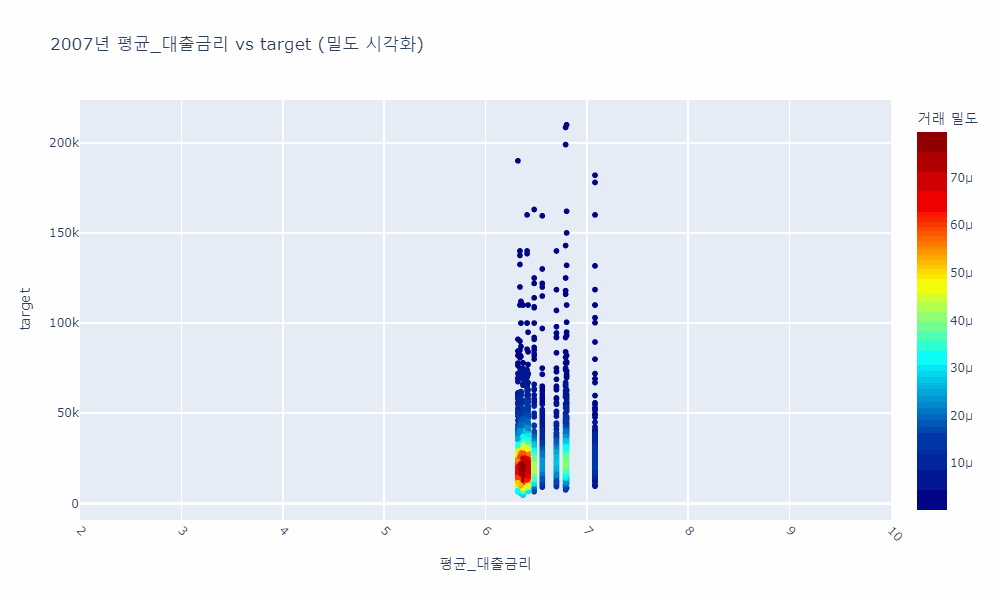 2007년 평균_대출금리 vs target (밀도 시각화)
거래 밀도
200k
150k
100k
50k
0
target
70μ
60μ
50μ
40μ
30μ
20μ
10μ
2
3
4
5
6
7
8
9
10
평균_대출금리